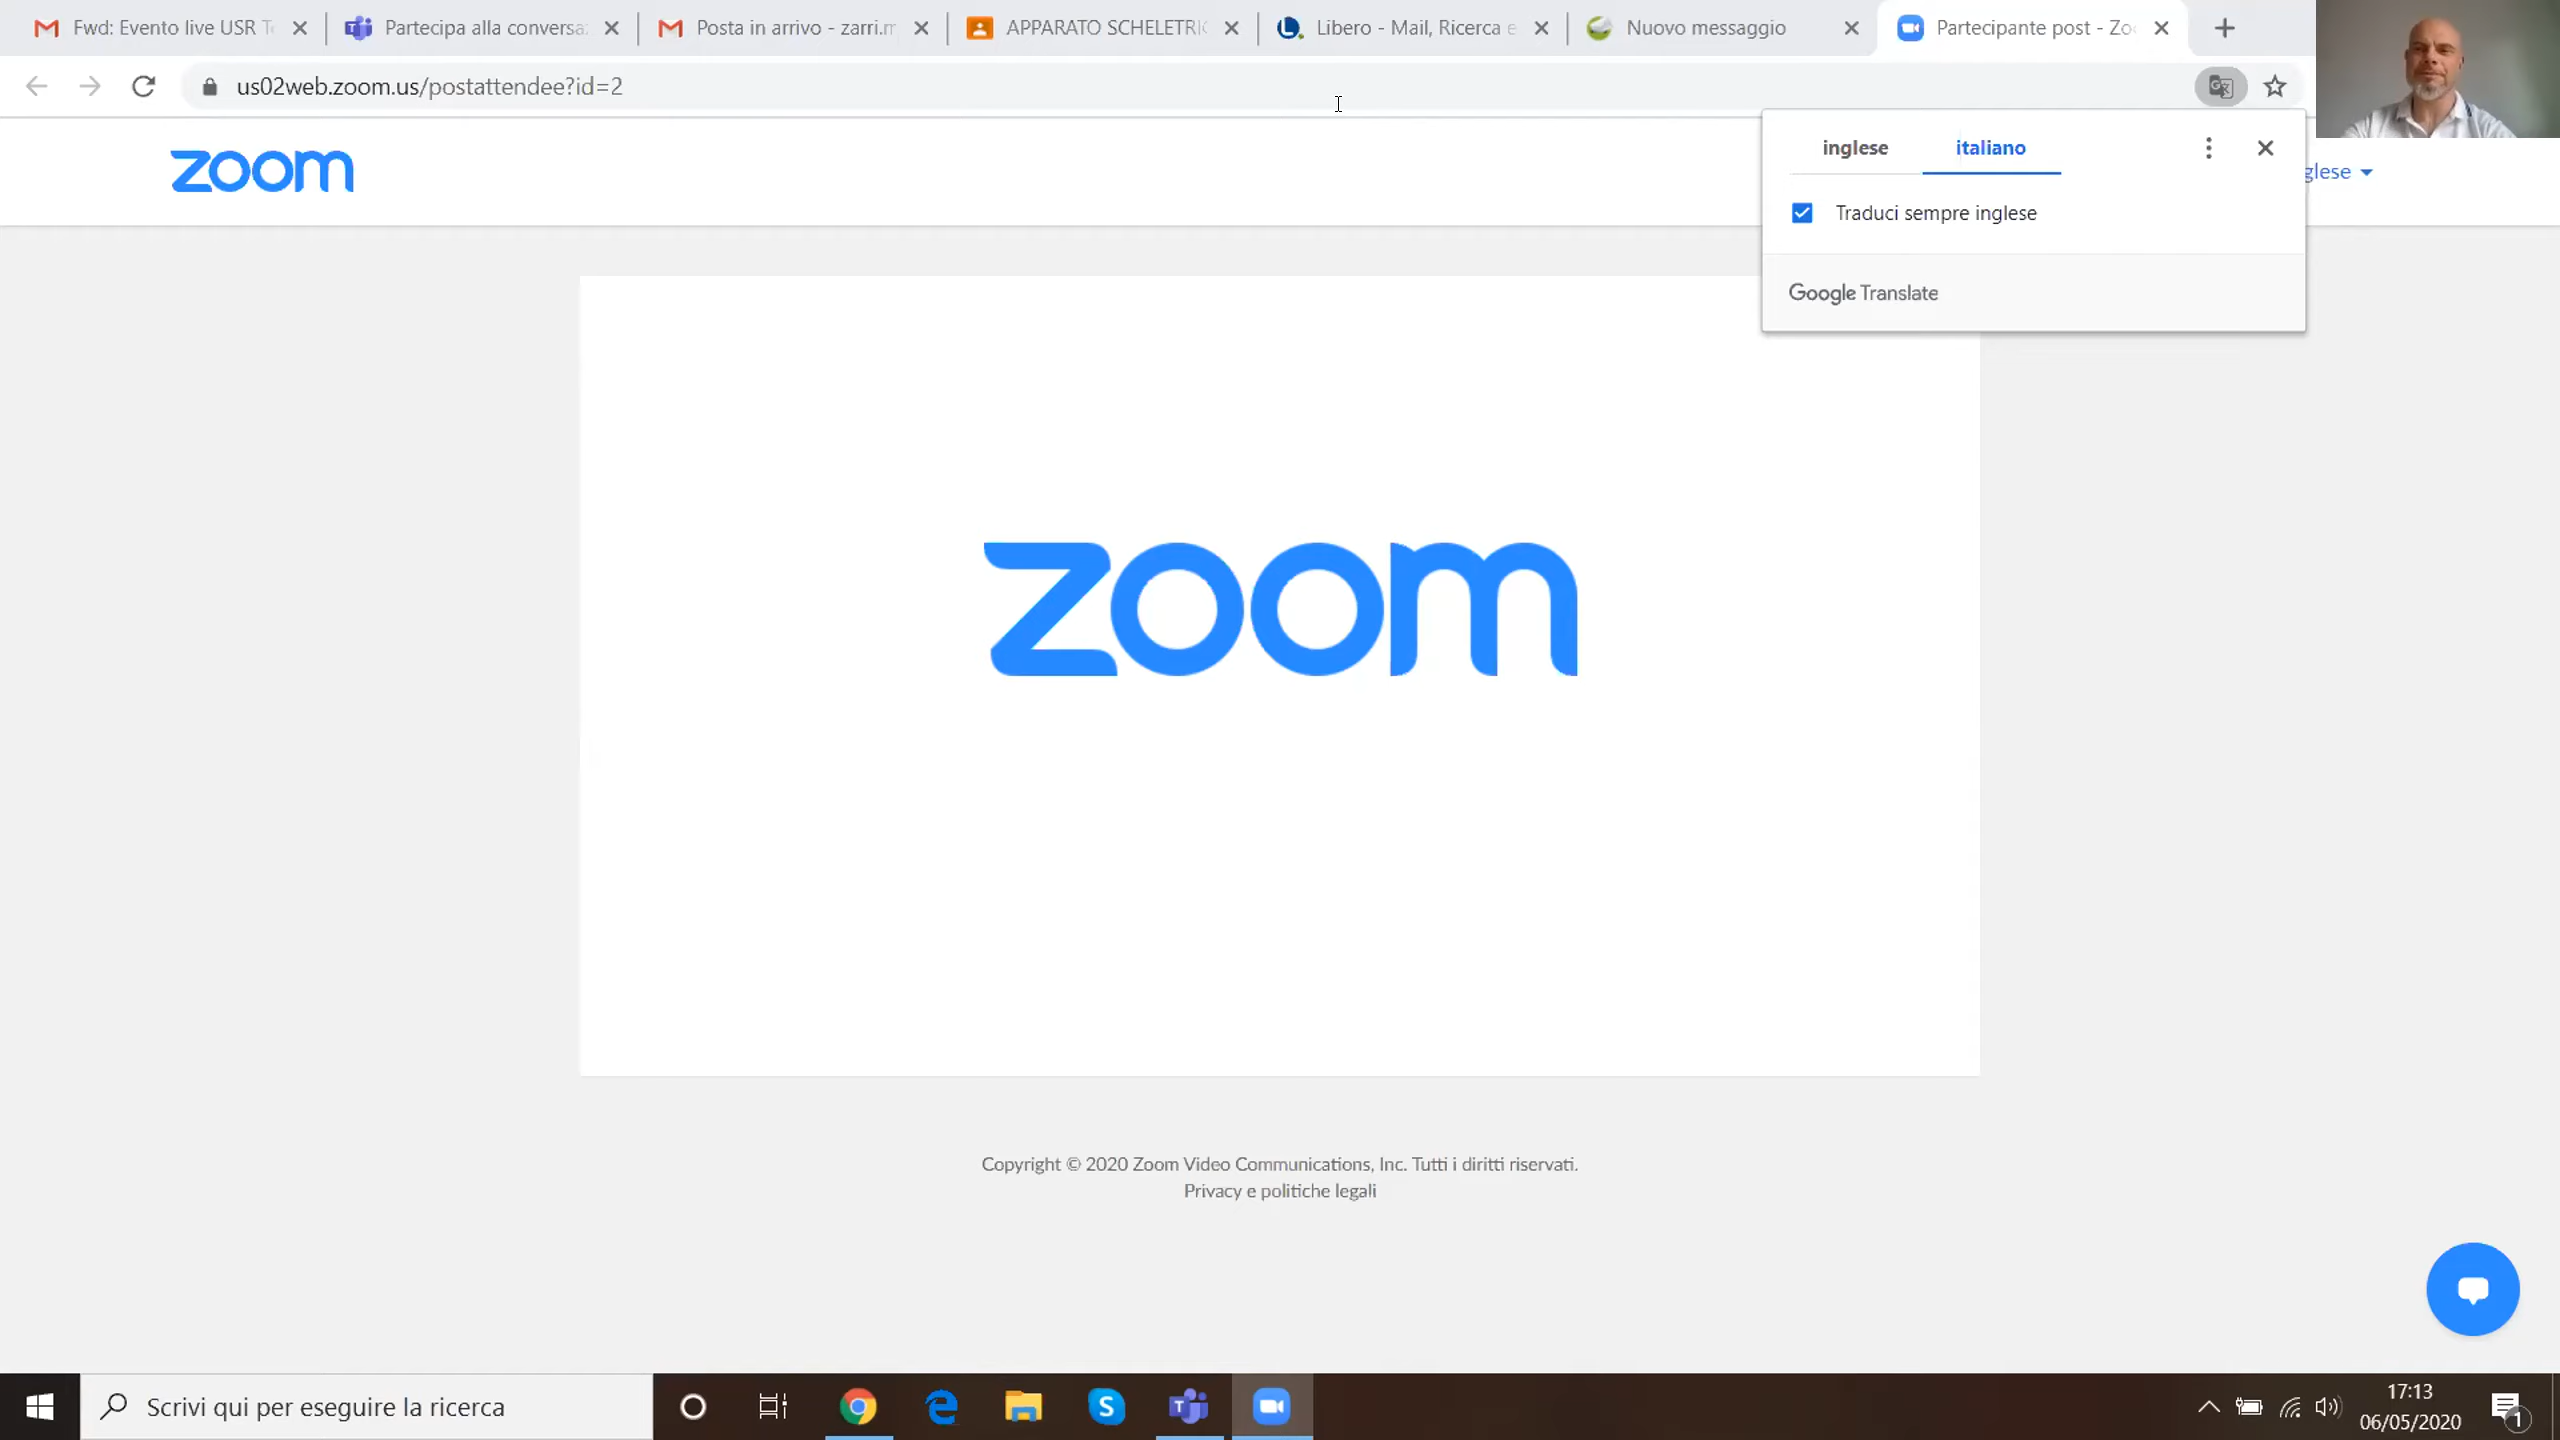 Fwd: Evento live USR T
Partecipa alla conversa
Posta in arrivo - zarri.m
APPARATO SCHELETRI
Libero - Mail, Ricerca e
Nuovo messaggio
Partecipante post - Zo
us02web.zoom.us/postattendee?id=2
zoom
inglese
italiano
glese
Traduci sempre inglese
Google Translate
zoom
Copyright © 2020 Zoom Video Communications, Inc. Tutti i diritti riservati.
Privacy e politiche legali
Scrivi qui per eseguire la ricerca
17:13
06/05/2020
1